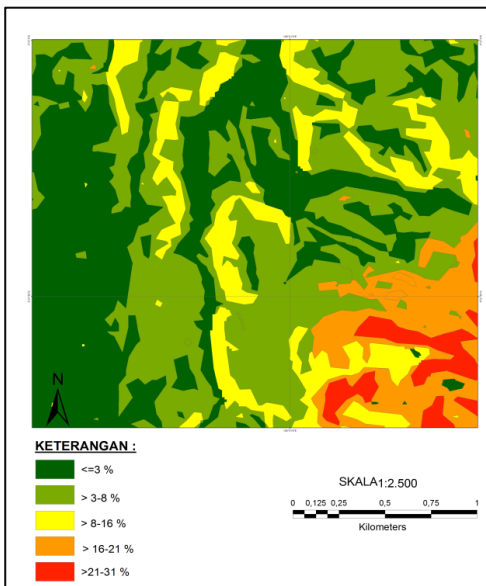 N
KETERANGAN :
<=3 %
> 3-8 %
> 8-16 %
> 16-21 %
>21-31 %
SKALA1:2.500
0 0,125 0,25 0,5 0,75 1
Kilometers